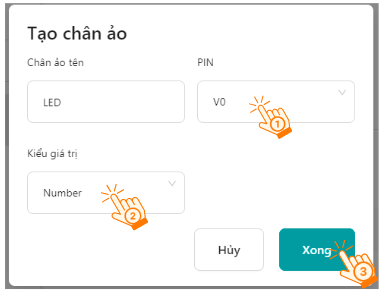 Tạo chân ảo
Chân ảo tên PIN
LED V0
1
Kiểu giá trị
Number
2
Hủy Xong
3